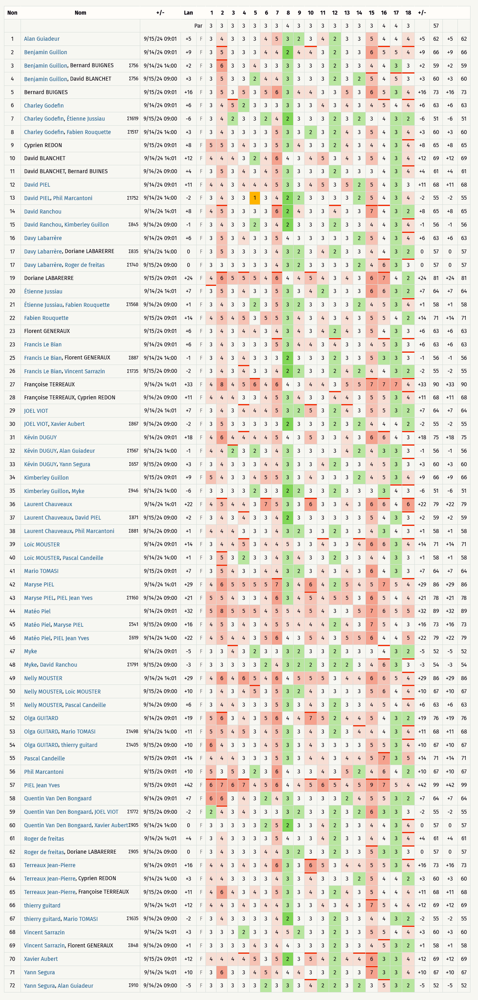 Non Nom +/- Lan 1 2 3 4 5 6 7 8 9 10 11 12 13 14 15 16 17 18 +/-
Par 3 3 3 3 3 3 3 4 3 3 3 3 3 3 3 4 4 3 57
1 Alan Guiadeur 9/15/24 09:01 +5 F 3 4 3 3 3 4 5 3 2 3 4 2 3 3 5 4 4 4 +5 62 +5 62
2 Benjamin Guillon 9/14/24 09:01 +9 F 3 5 3 3 3 4 4 2 4 4 3 2 3 3 6 5 5 4 +9 66 +9 66
3 Benjamin Guillon, Bernard BUIGNES Σ756 9/14/24 14:00 +2 F 3 6 3 3 4 3 3 3 3 3 3 2 3 3 4 4 3 3 +2 59 +2 59
4 Benjamin Guillon, David BLANCHET Σ756 9/15/24 09:00 +3 F 3 5 3 3 2 4 4 3 3 3 3 2 3 2 5 4 5 3 +3 60 +3 60
5 Bernard BUIGNES 9/15/24 09:01 +16 F 3 5 3 5 3 5 6 3 4 4 3 3 5 3 6 5 3 4 +16 73 +16 73
6 Charley Godefin 9/14/24 09:01 +6 F 3 4 5 2 3 3 3 3 3 3 4 3 4 3 4 5 4 4 +6 63 +6 63
7 Charley Godefin, Étienne Jussiau Σ1619 9/15/24 09:00 -6 F 3 4 2 3 3 2 4 2 3 3 3 2 3 2 3 4 3 2 -6 51 -6 51
8 Charley Godefin, Fabien Rouquette Σ1517 9/14/24 14:00 +3 F 3 4 3 3 3 3 5 3 3 2 3 2 4 3 5 4 3 4 +3 60 +3 60
9 Cyprien REDON 9/15/24 09:01 +8 F 5 5 3 4 3 3 5 3 4 3 3 2 4 3 4 4 3 4 +8 65 +8 65
10 David BLANCHET 9/14/24 14:01 +12 F 4 4 4 3 2 4 6 4 3 4 5 3 4 3 5 4 3 4 +12 69 +12 69
11 David BLANCHET, Bernard BUINES 9/14/24 09:00 +4 F 3 5 3 4 3 4 5 3 3 3 3 2 3 3 3 4 3 4 +4 61 +4 61
12 David PIEL 9/14/24 09:01 +11 F 4 4 3 4 4 4 5 3 3 4 5 3 5 2 5 4 3 3 +11 68 +11 68
13 David PIEL, Phil Marcantoni Σ1752 9/14/24 14:00 -2 F 3 4 3 3 1 3 4 2 2 3 3 3 3 2 5 4 3 4 -2 55 -2 55
14 David Ranchou 9/14/24 14:01 +8 F 4 5 3 3 3 3 6 2 4 3 3 4 3 3 7 4 3 2 +8 65 +8 65
15 David Ranchou, Kimberley Guillon Σ845 9/14/24 09:00 -1 F 3 4 3 3 2 3 4 2 3 3 3 2 3 3 4 4 3 4 -1 56 -1 56
16 Davy Labarrère 9/14/24 09:01 +6 F 3 5 3 4 3 3 5 4 3 3 3 3 3 2 5 4 3 4 +6 63 +6 63
17 Davy Labarrère, Doriane LABARERRE Σ835 9/14/24 14:00 0 F 3 5 3 3 3 3 4 3 2 3 4 2 3 3 4 4 3 2 0 57 0 57
17 Davy Labarrère, Roger de freitas Σ1740 9/15/24 09:00 0 F 3 3 3 3 3 3 4 3 2 3 3 3 3 2 4 6 3 3 0 57 0 57
19 Doriane LABARERRE 9/15/24 09:01 +24 F 4 6 5 5 5 4 6 4 4 5 4 3 4 3 6 7 4 2 +24 81 +24 81
20 Étienne Jussiau 9/14/24 14:01 +7 F 3 5 3 4 3 3 5 3 3 4 2 3 3 3 6 6 3 2 +7 64 +7 64
21 Étienne Jussiau, Fabien Rouquette Σ1568 9/14/24 09:00 +1 F 3 4 3 3 2 3 5 3 2 3 3 3 3 2 4 5 3 4 +1 58 +1 58
22 Fabien Rouquette 9/15/24 09:01 +14 F 4 5 4 5 3 5 5 3 4 3 4 3 4 3 5 5 4 2 +14 71 +14 71
23 Florent GENERAUX 9/15/24 09:01 +6 F 3 4 3 4 4 3 4 3 4 3 4 2 4 3 5 4 3 3 +6 63 +6 63
23 Francis Le Bian 9/14/24 09:01 +6 F 3 4 3 3 3 3 5 3 4 4 3 4 3 3 4 5 3 3 +6 63 +6 63
25 Francis Le Bian, Florent GENERAUX Σ887 9/14/24 14:00 -1 F 3 4 3 4 3 3 3 2 3 3 3 2 3 3 5 3 3 3 -1 56 -1 56
26 Francis Le Bian, Vincent Sarrazin Σ1735 9/15/24 09:00 -2 F 3 4 3 4 3 3 4 2 2 3 3 2 4 2 4 4 3 2 -2 55 -2 55
27 Françoise TERREAUX 9/14/24 14:01 +33 F 4 8 4 5 6 4 6 4 3 4 4 3 5 5 7 7 7 4 +33 90 +33 90
28 Françoise TERREAUX, Cyprien REDON 9/14/24 09:00 +11 F 4 4 4 3 3 4 5 3 4 3 3 4 4 3 5 5 3 4 +11 68 +11 68
29 JOEL VIOT 9/14/24 14:01 +7 F 3 4 3 4 4 4 5 3 2 5 3 2 4 3 5 5 3 2 +7 64 +7 64
30 JOEL VIOT, Xavier Aubert Σ867 9/14/24 09:00 -2 F 3 5 3 3 3 3 3 2 3 3 3 2 3 2 4 4 4 2 -2 55 -2 55
31 Kévin DUGUY 9/14/24 09:01 +18 F 4 6 4 4 4 4 5 4 3 5 3 3 4 3 6 6 4 3 +18 75 +18 75
32 Kévin DUGUY, Alan Guiadeur Σ1567 9/14/24 14:00 -1 F 4 4 2 3 2 3 4 3 3 3 3 3 4 2 4 3 3 3 -1 56 -1 56
33 Kévin DUGUY, Yann Segura Σ657 9/15/24 09:00 +3 F 3 4 3 3 3 4 4 3 3 3 4 2 3 3 4 5 3 3 +3 60 +3 60
34 Kimberley Guillon 9/15/24 09:01 +9 F 5 4 3 3 4 5 5 3 3 4 3 3 3 2 4 5 3 4 +9 66 +9 66
35 Kimberley Guillon, Myke Σ946 9/14/24 14:00 -6 F 3 3 3 3 2 3 3 2 2 3 3 2 3 3 3 3 4 3 -6 51 -6 51
36 Laurent Chauveaux 9/14/24 14:01 +22 F 4 5 4 4 3 7 5 3 3 6 3 3 4 3 6 6 4 6 +22 79 +22 79
37 Laurent Chauveaux, David PIEL Σ871 9/15/24 09:00 +2 F 3 4 3 4 3 3 4 2 3 3 3 3 3 3 5 4 3 3 +2 59 +2 59
38 Laurent Chauveaux, Phil Marcantoni Σ881 9/14/24 09:00 +1 F 4 4 4 3 3 3 4 3 2 3 3 2 3 3 4 3 4 3 +1 58 +1 58
39 Loïc MOUSTER 9/14/24 09:01 +14 F 3 4 4 5 3 4 4 5 3 3 4 3 3 4 6 6 3 4 +14 71 +14 71
40 Loïc MOUSTER, Pascal Candeille 9/14/24 14:00 +1 F 3 5 3 2 3 3 4 3 4 3 3 2 3 3 4 4 3 3 +1 58 +1 58
41 Mario TOMASI 9/15/24 09:01 +7 F 3 5 4 3 3 4 4 3 2 3 4 3 4 3 6 4 3 3 +7 64 +7 64
42 Maryse PIEL 9/14/24 14:01 +29 F 4 6 5 5 5 5 7 3 4 6 4 2 5 4 5 7 5 4 +29 86 +29 86
43 Maryse PIEL, PIEL Jean Yves Σ1160 9/14/24 09:00 +21 F 5 5 4 3 3 4 6 3 4 5 4 5 5 3 6 5 4 4 +21 78 +21 78
44 Matéo Piel 9/14/24 09:01 +32 F 5 8 5 5 5 4 5 5 4 5 4 3 3 5 7 6 5 5 +32 89 +32 89
45 Matéo Piel, Maryse PIEL Σ541 9/15/24 09:00 +16 F 4 5 3 4 3 4 5 5 4 4 4 2 4 3 7 5 4 3 +16 73 +16 73
46 Matéo Piel, PIEL Jean Yves Σ619 9/14/24 14:00 +22 F 4 5 4 4 3 5 6 4 3 5 4 3 5 5 6 4 4 5 +22 79 +22 79
47 Myke 9/14/24 09:01 -5 F 3 3 4 3 2 3 3 3 2 3 3 2 3 3 3 4 3 2 -5 52 -5 52
48 Myke, David Ranchou Σ1791 9/15/24 09:00 -3 F 3 3 3 3 3 2 4 3 2 2 3 2 2 3 4 6 3 3 -3 54 -3 54
49 Nelly MOUSTER 9/14/24 14:01 +29 F 4 6 4 6 5 4 6 4 5 5 5 3 4 4 6 6 5 4 +29 86 +29 86
50 Nelly MOUSTER, Loïc MOUSTER 9/15/24 09:00 +10 F 3 4 3 4 5 3 5 3 2 4 3 3 3 3 5 6 4 4 +10 67 +10 67
51 Nelly MOUSTER, Pascal Candeille 9/14/24 09:00 +6 F 3 4 4 3 3 3 5 3 3 4 3 2 3 3 4 5 4 4 +6 63 +6 63
52 Olga GUITARD 9/14/24 09:01 +19 F 5 6 3 4 3 5 6 4 4 7 5 2 4 4 5 4 3 2 +19 76 +19 76
53 Olga GUITARD, Mario TOMASI Σ1498 9/14/24 14:00 +11 F 5 5 4 5 3 4 5 3 3 4 3 2 3 4 4 4 3 4 +11 68 +11 68
54 Olga GUITARD, thierry guitard Σ1405 9/15/24 09:00 +10 F 6 4 3 3 3 4 5 3 3 4 3 3 3 3 5 5 3 4 +10 67 +10 67
55 Pascal Candeille 9/15/24 09:01 +14 F 4 4 4 3 3 3 5 3 3 4 4 3 4 4 5 7 3 5 +14 71 +14 71
56 Phil Marcantoni 9/15/24 09:01 +10 F 5 3 5 3 2 3 6 4 3 3 4 3 5 2 4 6 4 2 +10 67 +10 67
57 PIEL Jean Yves 9/15/24 09:01 +42 F 6 7 6 7 4 5 6 4 4 5 6 5 4 5 9 7 5 4 +42 99 +42 99
58 Quentin Van Den Bongaard 9/14/24 09:01 +7 F 6 6 3 4 3 2 4 3 3 3 3 3 2 4 5 5 3 2 +7 64 +7 64
59 Quentin Van Den Bongaard, JOEL VIOT Σ1772 9/15/24 09:00 -2 F 2 4 3 4 3 3 3 3 2 3 3 2 3 2 6 3 3 3 -2 55 -2 55
60 Quentin Van Den Bongaard, Xavier Aubert Σ905 9/14/24 14:00 0 F 3 3 3 3 3 2 5 2 3 3 4 2 3 3 4 4 3 4 0 57 0 57
61 Roger de freitas 9/14/24 14:01 +4 F 3 4 3 3 3 3 5 4 3 3 4 2 3 3 4 4 3 4 +4 61 +4 61
62 Roger de freitas, Doriane LABARERRE Σ905 9/14/24 09:00 0 F 3 4 3 3 3 4 4 3 2 3 3 2 3 3 5 3 3 3 0 57 0 57
63 Terreaux Jean-Pierre 9/14/24 09:01 +16 F 4 4 3 4 3 4 6 3 3 6 5 3 4 4 5 5 3 4 +16 73 +16 73
64 Terreaux Jean-Pierre, Cyprien REDON 9/14/24 14:00 +3 F 4 4 3 3 3 3 4 3 3 4 3 3 3 2 5 4 4 2 +3 60 +3 60
65 Terreaux Jean-Pierre, Françoise TERREAUX 9/15/24 09:00 +11 F 4 6 4 3 4 3 5 3 3 4 3 2 4 3 5 4 4 4 +11 68 +11 68
66 thierry guitard 9/14/24 14:01 +12 F 4 4 3 4 3 4 4 3 3 3 4 3 4 3 7 5 4 4 +12 69 +12 69
67 thierry guitard, Mario TOMASI Σ1635 9/14/24 09:00 -2 F 3 4 3 3 3 3 4 2 3 3 3 2 3 3 4 4 3 2 -2 55 -2 55
68 Vincent Sarrazin 9/14/24 14:01 +3 F 3 3 3 2 3 3 4 5 2 3 3 2 3 3 5 5 4 4 +3 60 +3 60
69 Vincent Sarrazin, Florent GENERAUX Σ848 9/14/24 09:00 +1 F 3 3 3 3 4 3 4 4 3 3 3 2 3 3 4 5 3 2 +1 58 +1 58
70 Xavier Aubert 9/15/24 09:01 +12 F 4 4 4 4 5 3 5 2 3 5 4 2 4 4 6 3 3 4 +12 69 +12 69
71 Yann Segura 9/14/24 14:01 +10 F 3 6 3 3 4 5 4 4 4 3 3 2 3 3 7 3 3 4 +10 67 +10 67
72 Yann Segura, Alan Guiadeur Σ910 9/14/24 09:00 -5 F 3 3 3 3 3 2 3 3 3 4 2 2 3 2 3 5 3 2 -5 52 -5 52